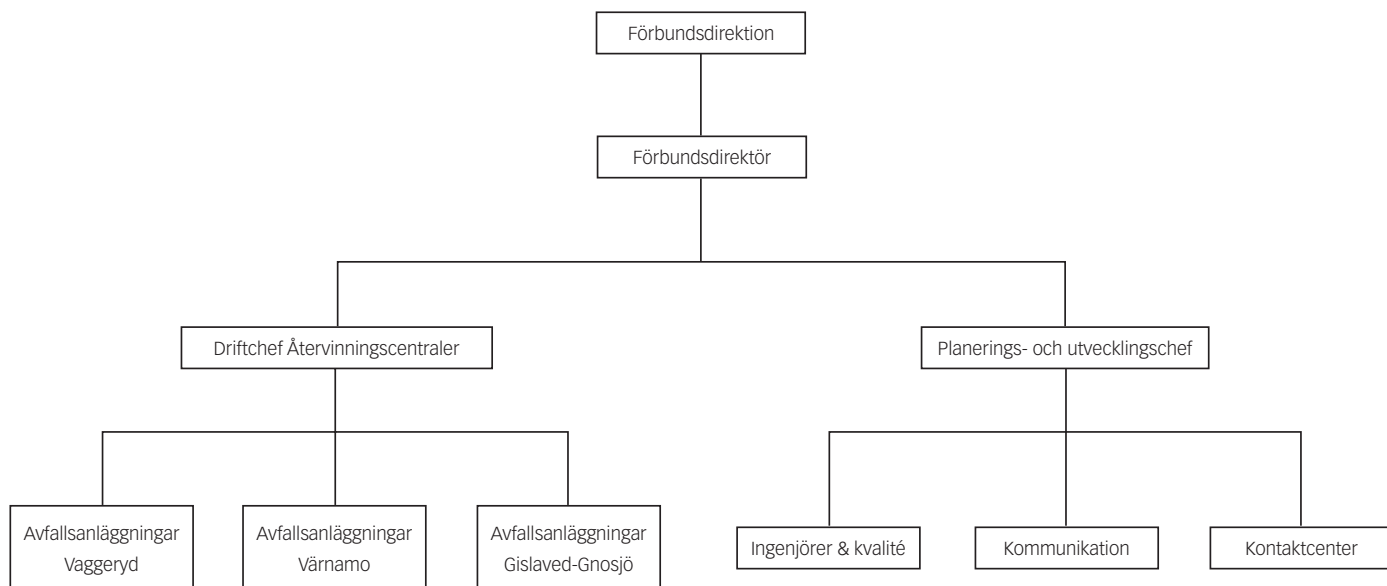 Förbundsdirektion
Förbundsdirektör
Driftchef Återvinningscentraler
Planerings- och utvecklingschef
Avfallsanläggningar
Vaggeryd
Avfallsanläggningar
Värnamo
Avfallsanläggningar
Gislaved-Gnosjö
Ingenjörer & kvalité
Kommunikation
Kontaktcenter